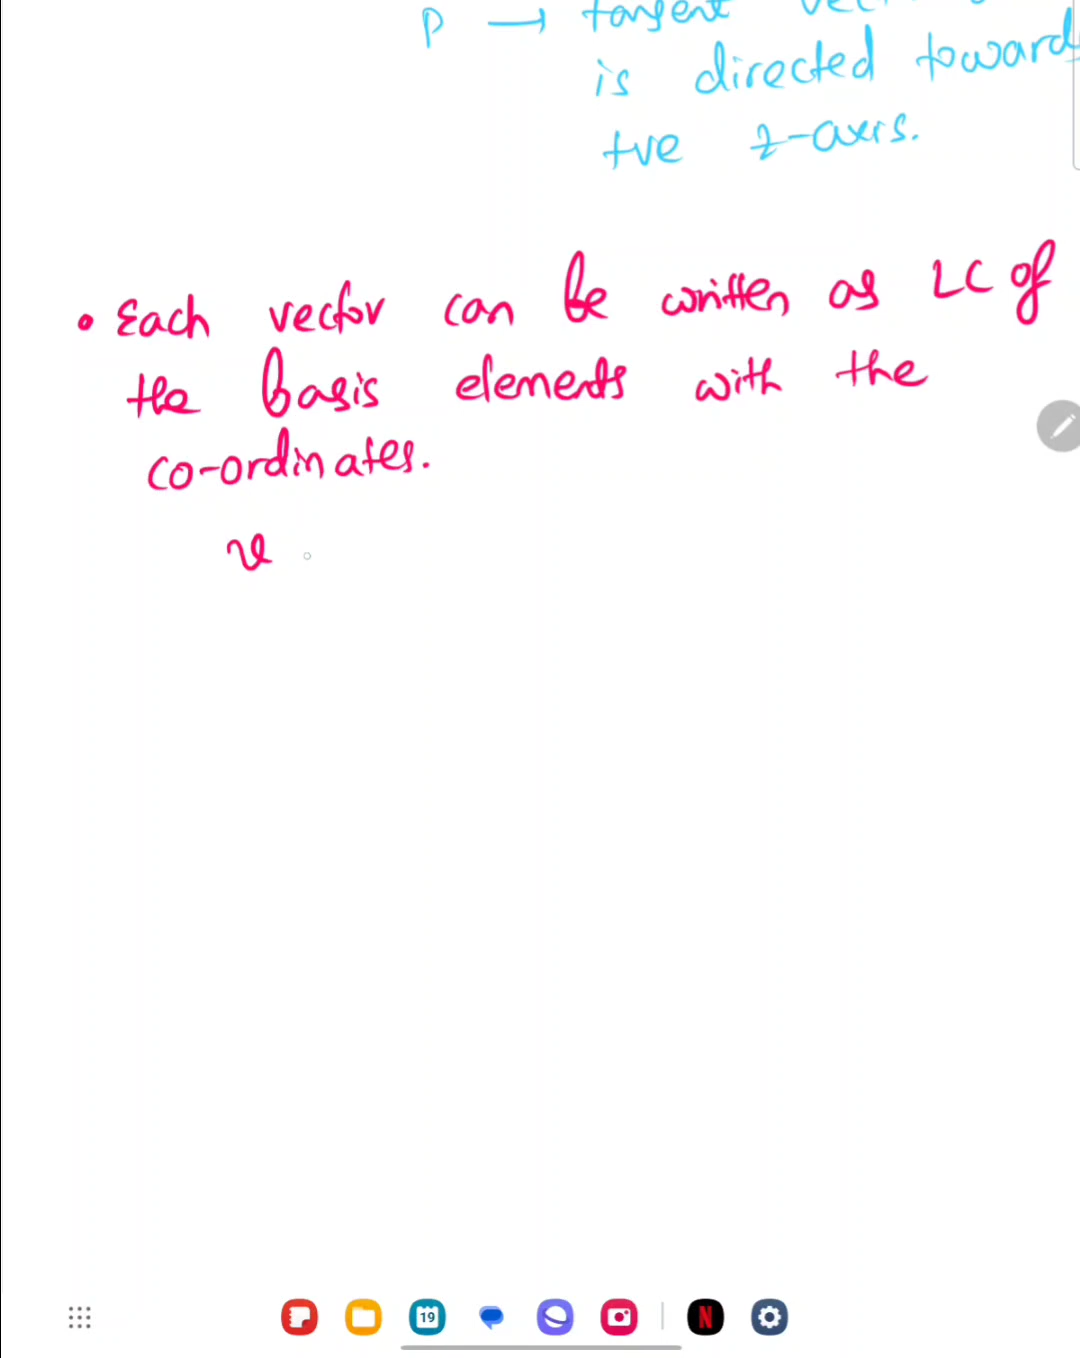 P → tangent
is directed toward
+ve z-axis.
• Each vector can be written as LC of
the basis elements with the
co-ordinates.
v
19
N